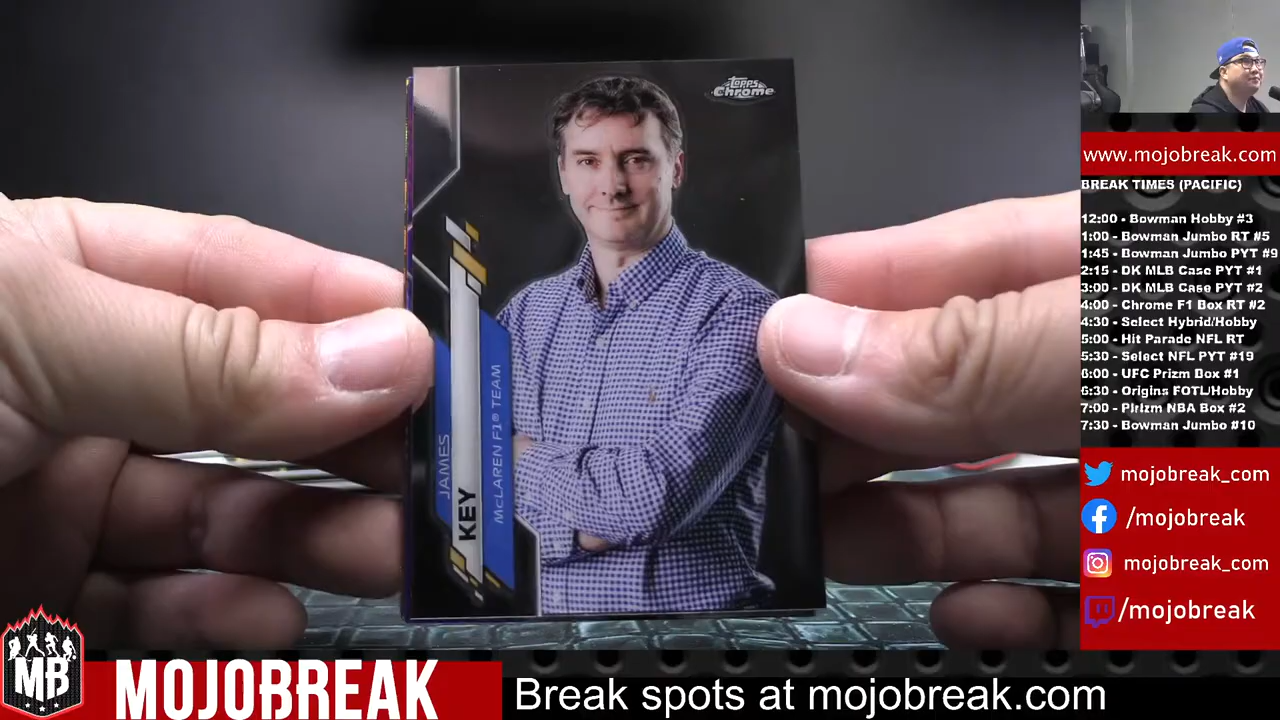 Topps
Chrome
JAMES
KEY
McLAREN F1® TEAM
www.mojobreak.com
BREAK TIMES (PACIFIC)
12:00 - Bowman Hobby #3
1:00 - Bowman Jumbo RT #5
1:45 - Bowman Jumbo PYT #9
2:15 - DK MLB Case PYT #1
3:00 - DK MLB Case PYT #2
4:00 - Chrome F1 Box RT #2
4:30 - Select Hybrid/Hobby
5:00 - Hit Parade NFL RT
5:30 - Select NFL PYT #19
6:00 - UFC Prizm Box #1
6:30 - Origins FOTL/Hobby
7:00 - Pirizm NBA Box #2
7:30 - Bowman Jumbo #10
mojobreak_com
/mojobreak
mojobreak_com
/mojobreak
MB
MOJOBREAK
Break spots at mojobreak.com